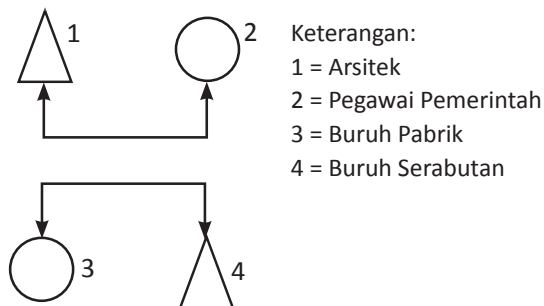 1
2
Keterangan:
1 = Arsitek
2 = Pegawai Pemerintah
3 = Buruh Pabrik
4 = Buruh Serabutan
3
4